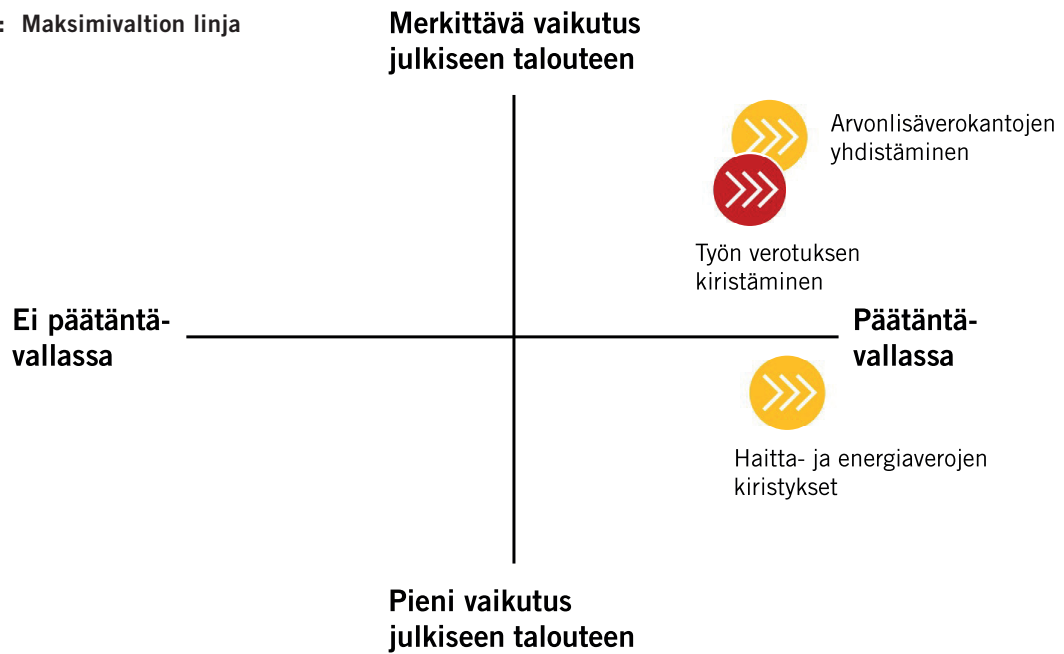 : Maksimivaltion linja
Merkittävä vaikutus
julkiseen talouteen
Arvonlisäverokantojen
yhdistäminen
Työn verotuksen
kiristäminen
Ei päätäntä-
vallassa
Päätäntä-
vallassa
Haitta- ja energiaverojen
kiristykset
Pieni vaikutus
julkiseen talouteen